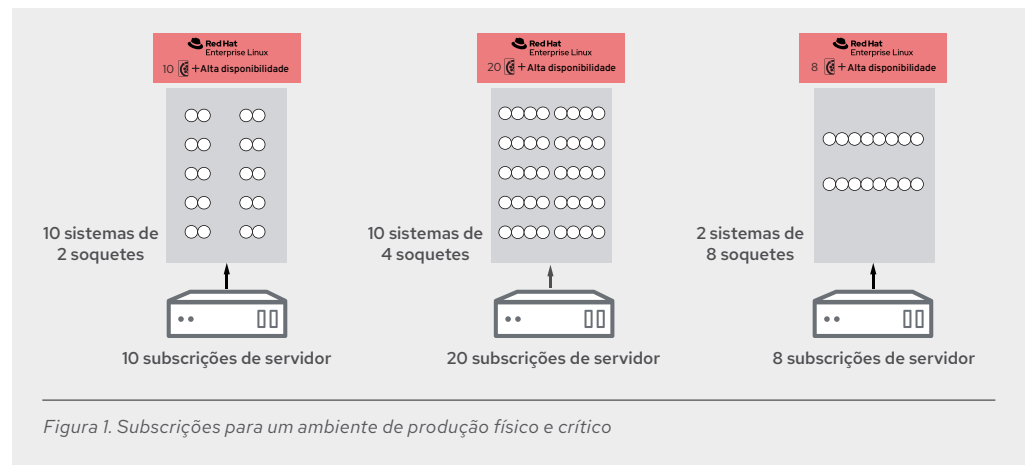 Red Hat
Enterprise Linux
10 +Alta disponibilidade
Red Hat
Enterprise Linux
20 +Alta disponibilidade
Red Hat
Enterprise Linux
8 +Alta disponibilidade
10 sistemas de
2 soquetes
10 sistemas de
4 soquetes
2 sistemas de
8 soquetes
10 subscrições de servidor
20 subscrições de servidor
8 subscrições de servidor
Figura 1. Subscrições para um ambiente de produção físico e crítico